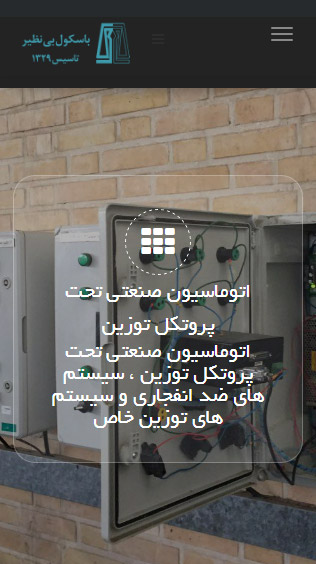 باسکول بی نظیر
تاسیس ۱۳۲۹
اتوماسیون صنعتی تحت
پروتکل توزین
اتوماسیون صنعتی تحت
پروتکل توزین ، سیستم
های ضد انفجاری و سیستم
های توزین خاص